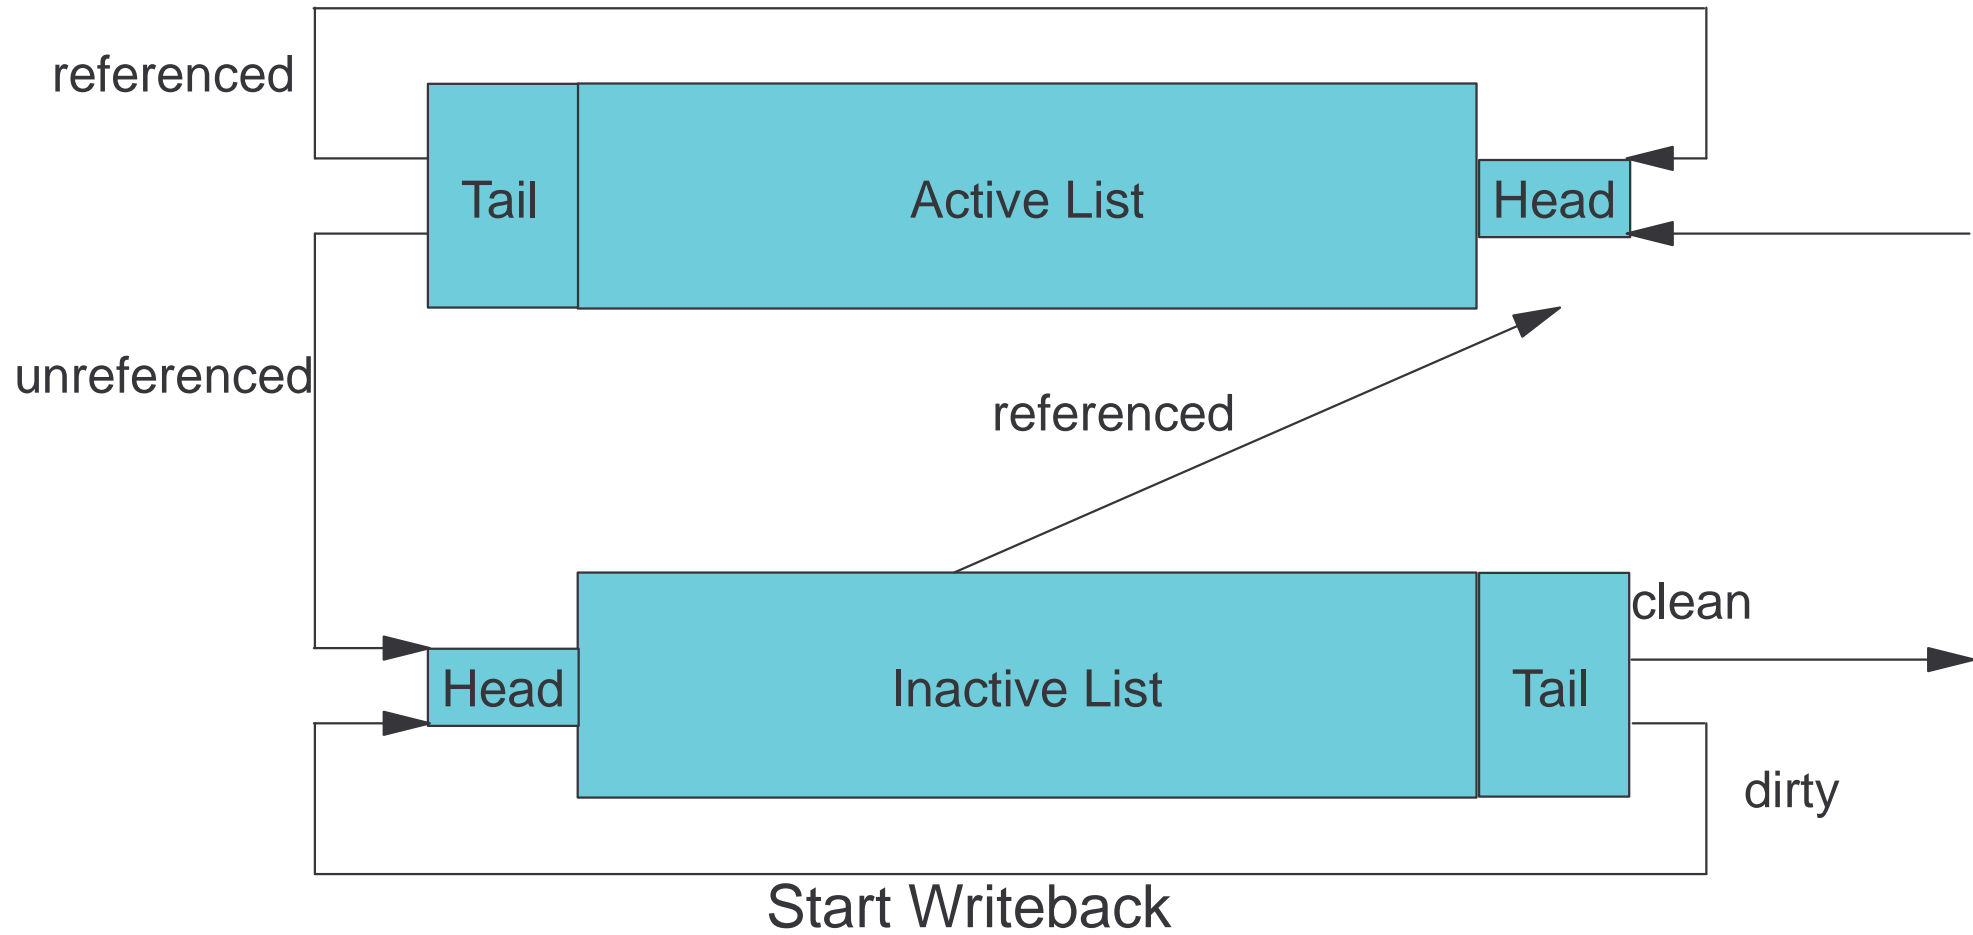 referenced
Tail
Active List
Head
unreferenced
referenced
clean
Head
Inactive List
Tail
dirty
Start Writeback